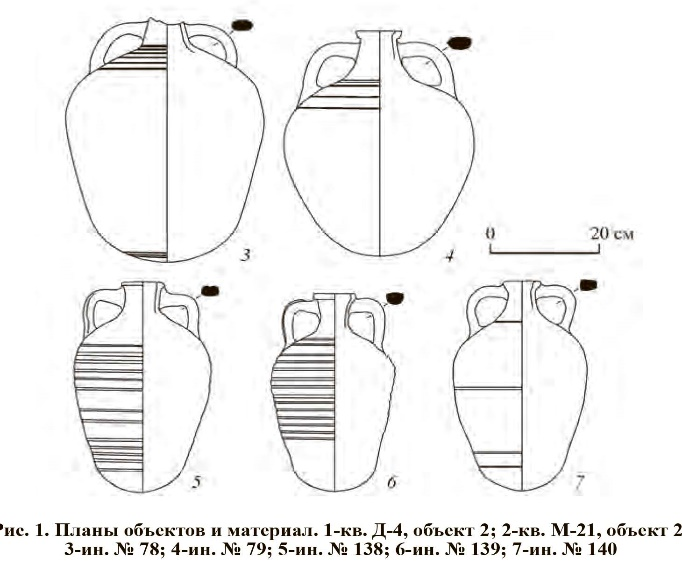 3
4
0 20 см
5
6
7
Рис. 1. Планы объектов и материал. 1-кв. Д-4, объект 2; 2-кв. М-21, объект 2
3-ин. № 78; 4-ин. № 79; 5-ин. № 138; 6-ин. № 139; 7-ин. № 140